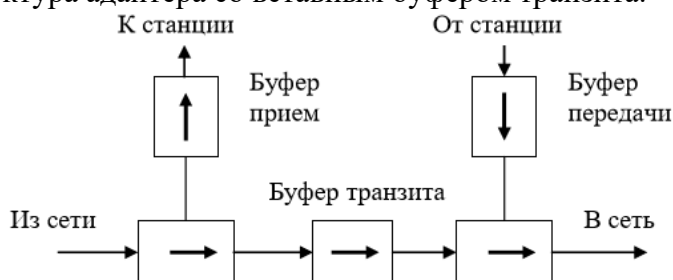 ктура адаптера со вставным буфером транзита.
К станции
От станции
Буфер
прием
Буфер
передачи
Буфер транзита
Из сети
В сеть